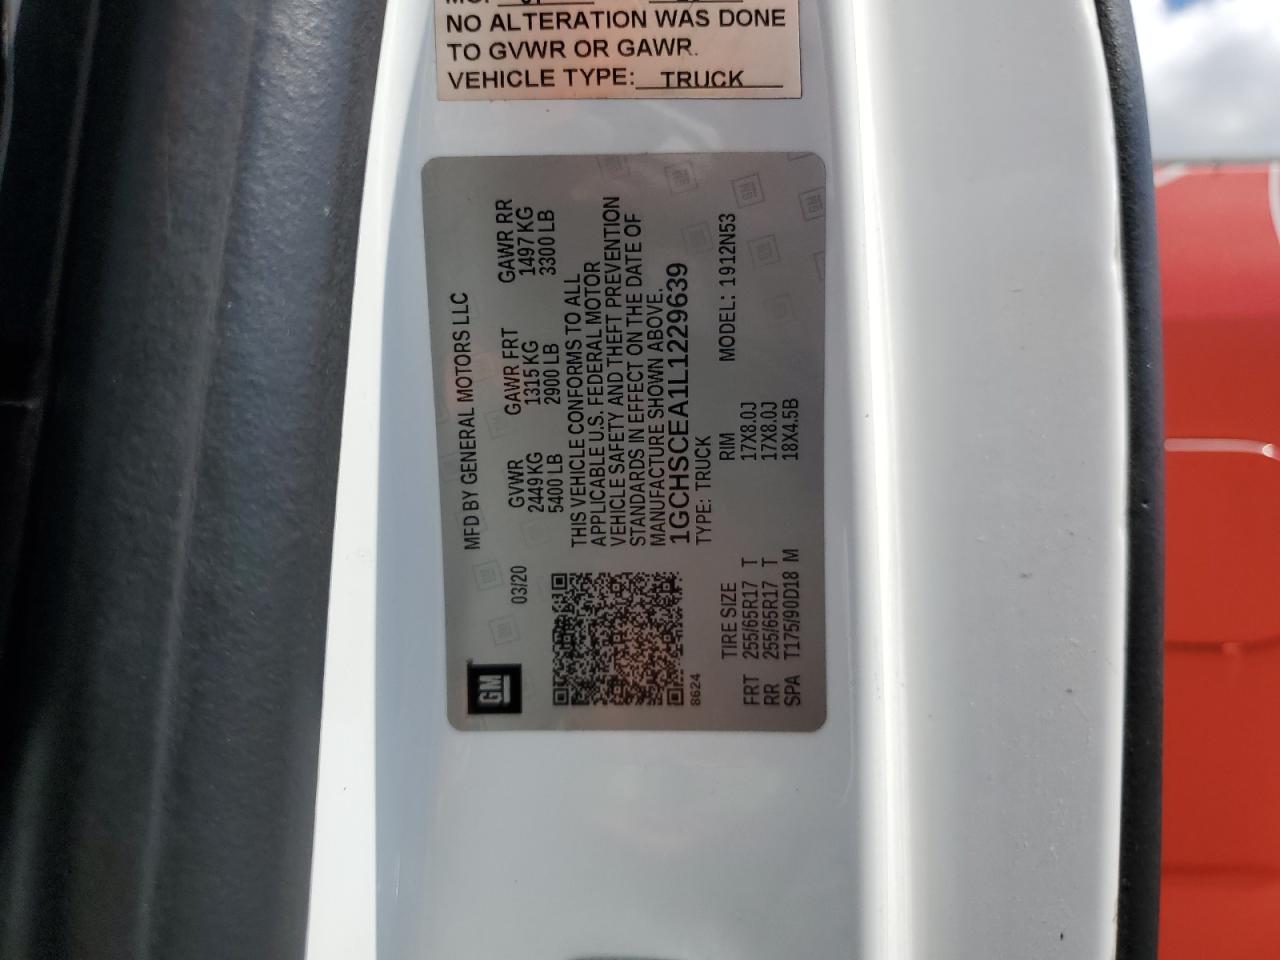 NO ALTERATION WAS DONE
TO GVWR OR GAWR.
VEHICLE TYPE: TRUCK
GM
MFD BY GENERAL MOTORS LLC
03/20
GVWR GAWR FRT GAWR RR
2449 KG 1315 KG 1497 KG
5400 LB 2900 LB 3300 LB
THIS VEHICLE CONFORMS TO ALL
APPLICABLE U.S. FEDERAL MOTOR
VEHICLE SAFETY AND THEFT PREVENTION
STANDARDS IN EFFECT ON THE DATE OF
MANUFACTURE SHOWN ABOVE.
1GCHSCEA1L1229639
8624 TYPE: TRUCK
TIRE SIZE RIM MODEL: 1912N53
FRT 255/65R17 T 17X8.0J
RR 255/65R17 T 17X8.0J
SPA T175/90D18 M 18X4.5B